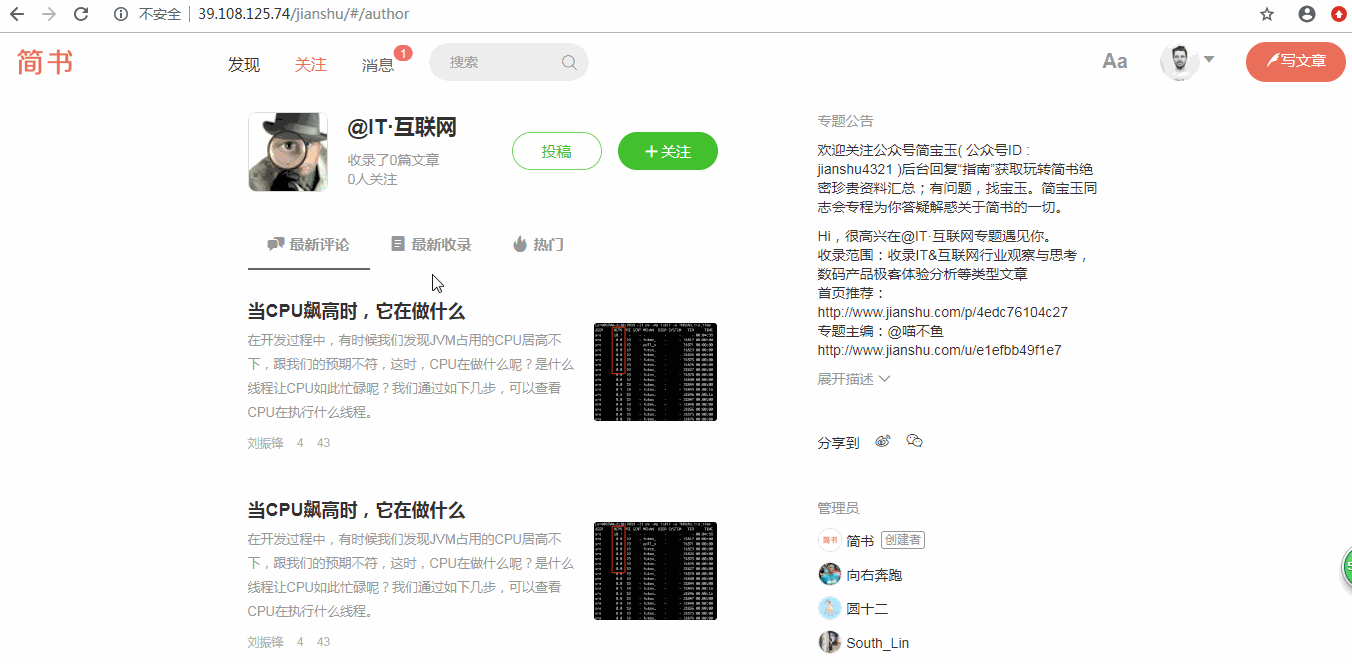 不安全 | 39.108.125.74/jianshu/#/author
简书
发现 关注 消息 1 搜索 Aa 写文章
@IT·互联网
收录了0篇文章
0人关注
投稿 +关注
最新评论 最新收录 热门
当CPU飙高时，它在做什么
在开发过程中，有时候我们发现JVM占用的CPU居高不
下，跟我们的预期不符，这时，CPU在做什么呢？是什么
线程让CPU如此忙碌呢？我们通过如下几步，可以查看
CPU在执行什么线程。
刘振锋 4 43
当CPU飙高时，它在做什么
在开发过程中，有时候我们发现JVM占用的CPU居高不
下，跟我们的预期不符，这时，CPU在做什么呢？是什么
线程让CPU如此忙碌呢？我们通过如下几步，可以查看
CPU在执行什么线程。
刘振锋 4 43
专题公告
欢迎关注公众号简宝玉( 公众号ID：
jianshu4321 )后台回复“指南”获取玩转简书绝
密珍贵资料汇总；有问题，找宝玉。简宝玉同
志会专程为你答疑解惑关于简书的一切。
Hi，很高兴在@IT·互联网专题遇见你。
收录范围：收录IT&互联网行业观察与思考，
数码产品极客体验分析等类型文章
首页推荐：
http://www.jianshu.com/p/4edc76104c27
专题主编：@喵不鱼
http://www.jianshu.com/u/e1efbb49f1e7
展开描述
分享到
管理员
简书 简书 创建者
向右奔跑
圆十二
South_Lin